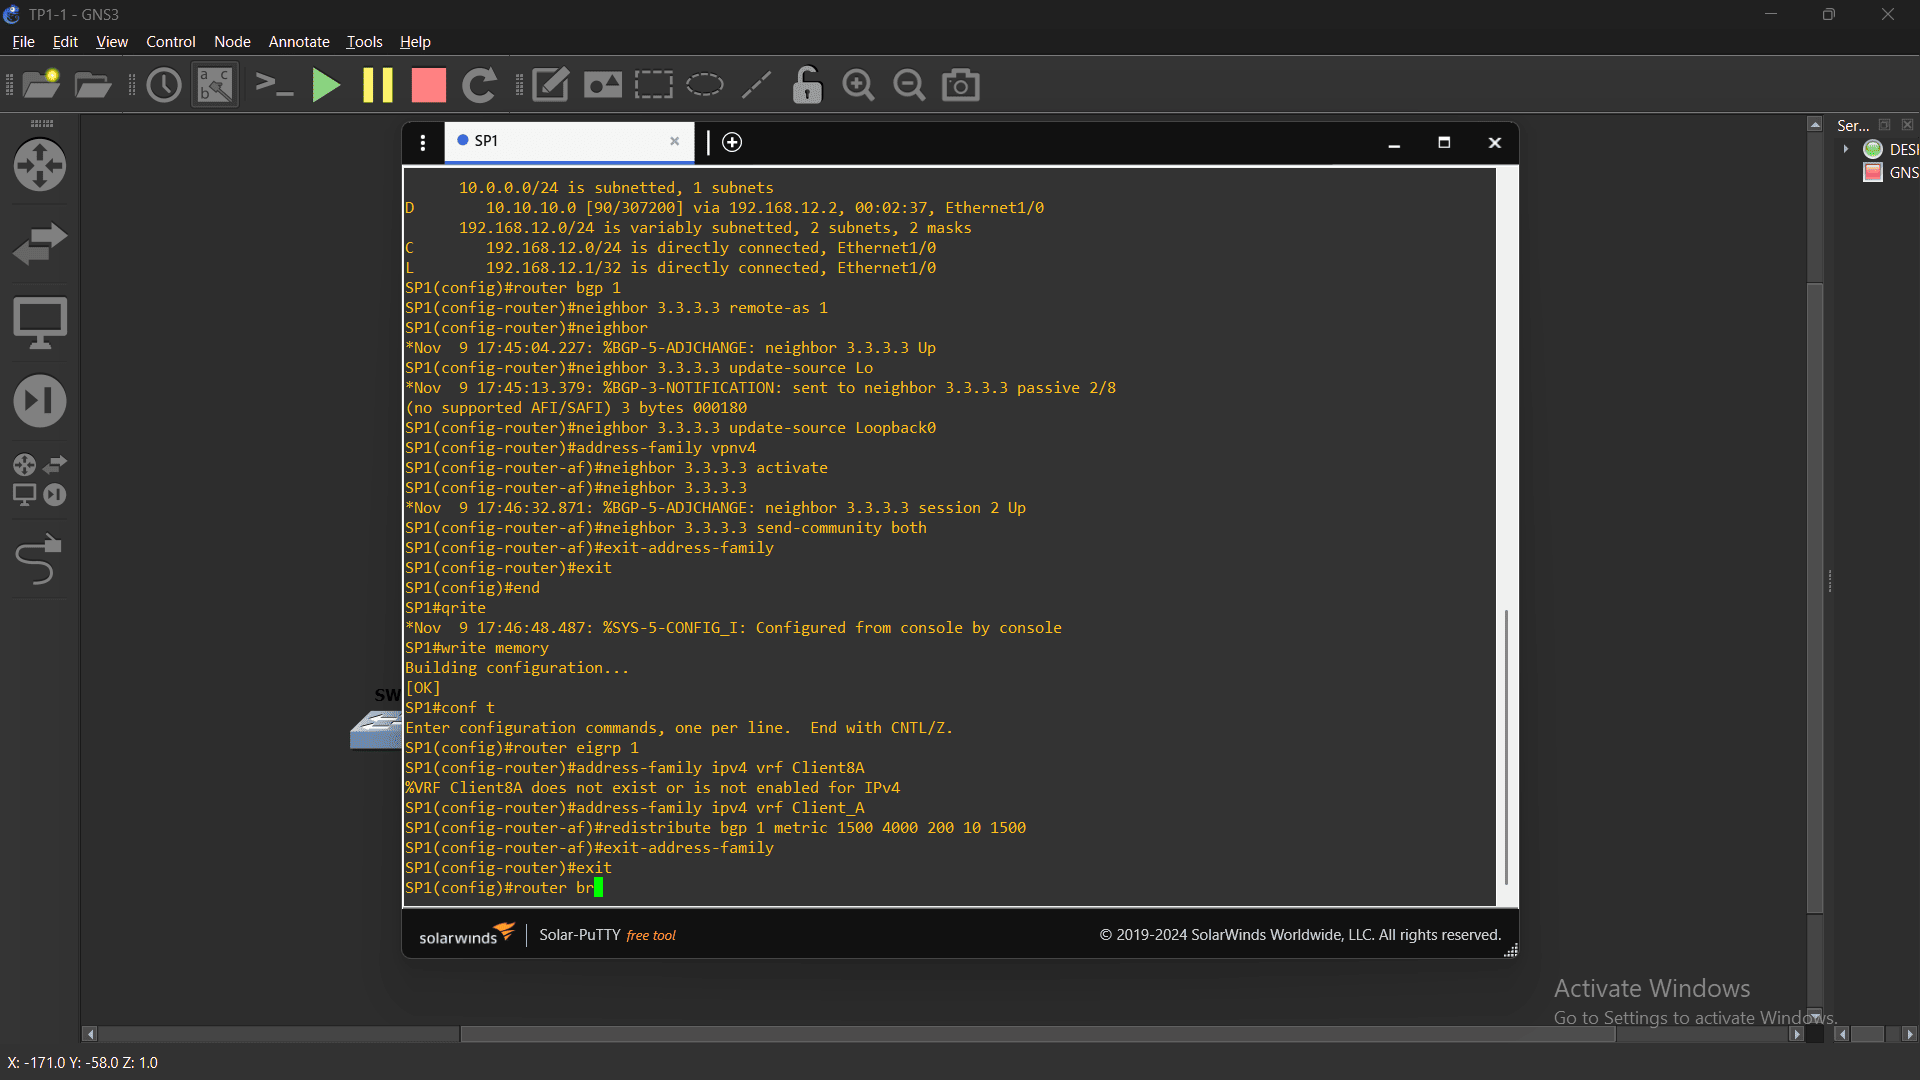 TP1-1 - GNS3
File Edit View Control Node Annotate Tools Help
SP1
Ser...
DESI
GNS
10.0.0.0/24 is subnetted, 1 subnets
D 10.10.10.0 [90/307200] via 192.168.12.2, 00:02:37, Ethernet1/0
192.168.12.0/24 is variably subnetted, 2 subnets, 2 masks
C 192.168.12.0/24 is directly connected, Ethernet1/0
L 192.168.12.1/32 is directly connected, Ethernet1/0
SP1(config)#router bgp 1
SP1(config-router)#neighbor 3.3.3.3 remote-as 1
SP1(config-router)#neighbor
*Nov 9 17:45:04.227: %BGP-5-ADJCHANGE: neighbor 3.3.3.3 Up
SP1(config-router)#neighbor 3.3.3.3 update-source Lo
*Nov 9 17:45:13.379: %BGP-3-NOTIFICATION: sent to neighbor 3.3.3.3 passive 2/8
(no supported AFI/SAFI) 3 bytes 000180
SP1(config-router)#neighbor 3.3.3.3 update-source Loopback0
SP1(config-router)#address-family vpnv4
SP1(config-router-af)#neighbor 3.3.3.3 activate
SP1(config-router-af)#neighbor 3.3.3.3
*Nov 9 17:46:32.871: %BGP-5-ADJCHANGE: neighbor 3.3.3.3 session 2 Up
SP1(config-router-af)#neighbor 3.3.3.3 send-community both
SP1(config-router-af)#exit-address-family
SP1(config-router)#exit
SP1(config)#end
SP1#qrite
*Nov 9 17:46:48.487: %SYS-5-CONFIG_I: Configured from console by console
SP1#write memory
Building configuration...
[OK]
SP1#conf t
Enter configuration commands, one per line. End with CNTL/Z.
SP1(config)#router eigrp 1
SP1(config-router)#address-family ipv4 vrf Client8A
%VRF Client8A does not exist or is not enabled for IPv4
SP1(config-router)#address-family ipv4 vrf Client_A
SP1(config-router-af)#redistribute bgp 1 metric 1500 4000 200 10 1500
SP1(config-router-af)#exit-address-family
SP1(config-router)#exit
SP1(config)#router br
SW
solarwinds
Solar-PuTTY free tool
© 2019-2024 SolarWinds Worldwide, LLC. All rights reserved.
Activate Windows
Go to Settings to activate Windows.
X: -171.0 Y: -58.0 Z: 1.0